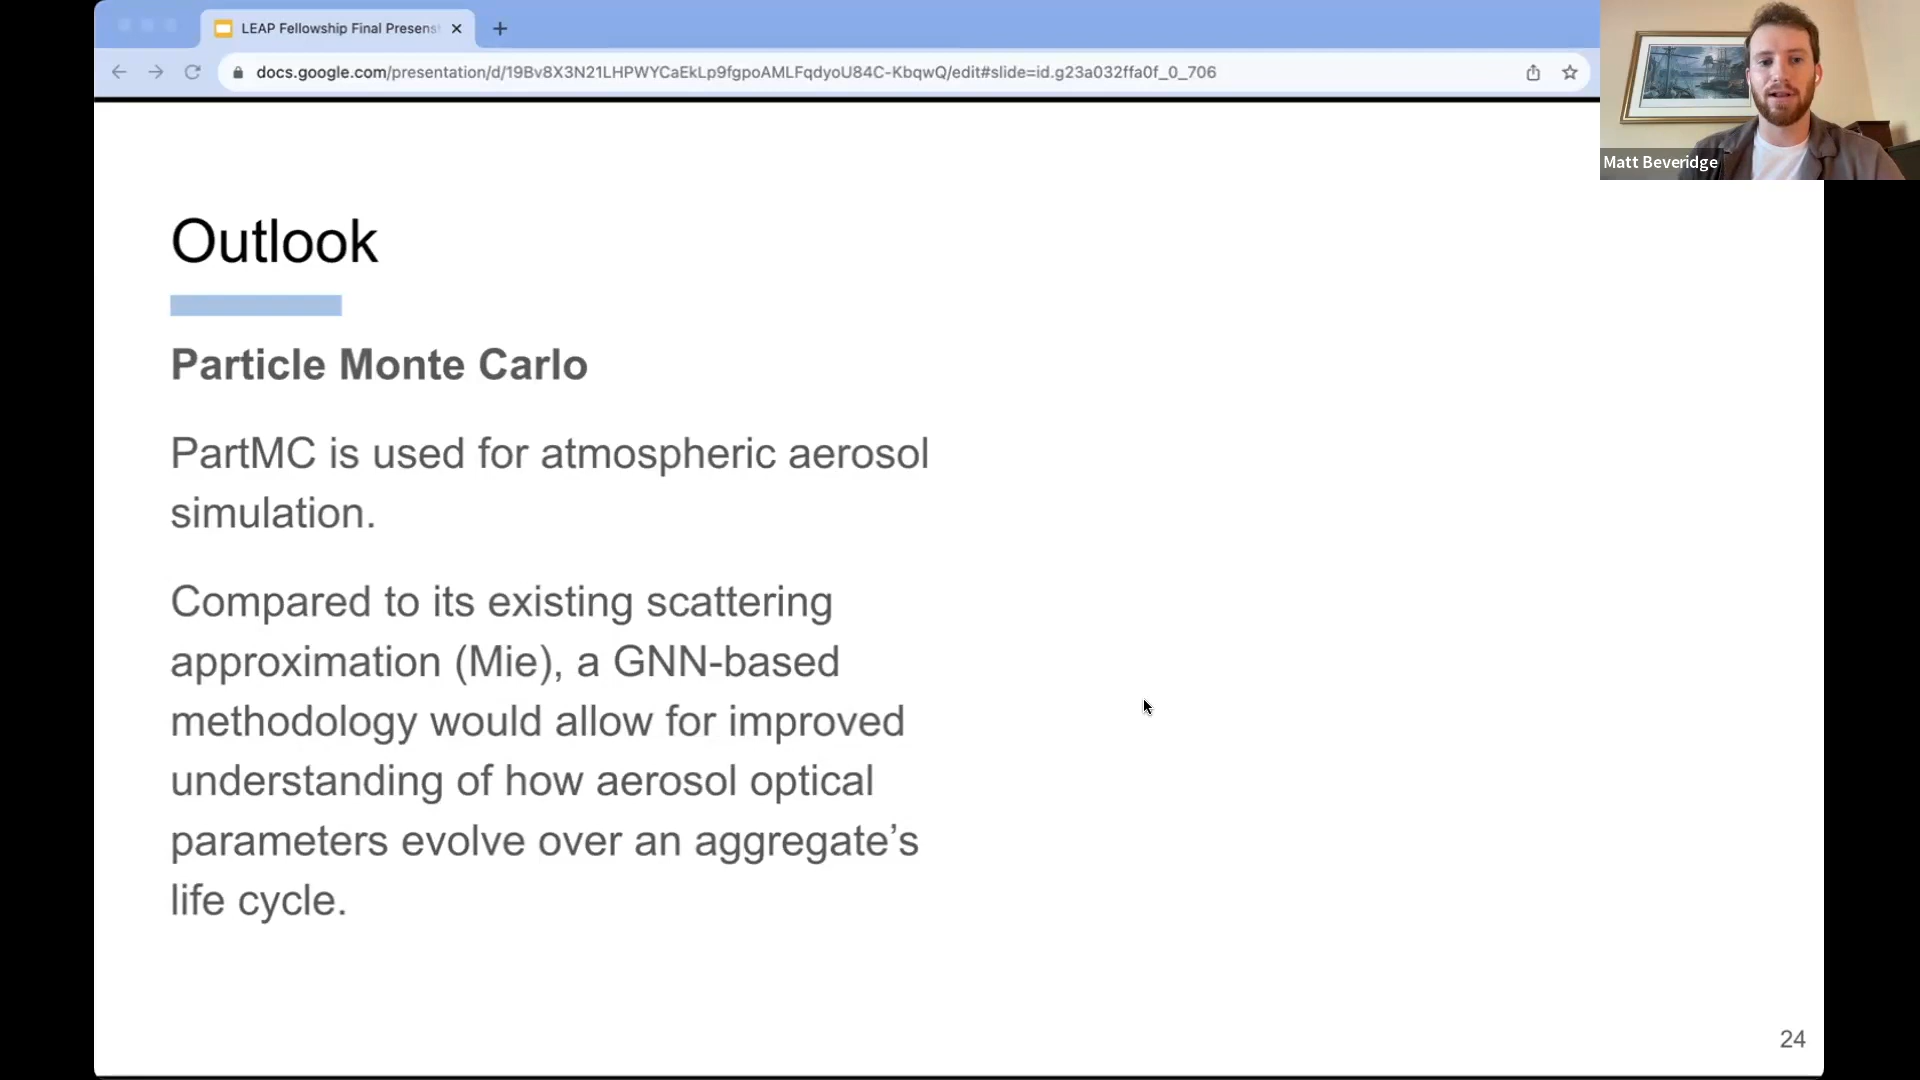 LEAP Fellowship Final Presens
docs.google.com/presentation/d/19Bv8X3N21LHPWYCaEkLp9fgpoAMLFqdyoU84C-KbqwQ/edit#slide=id.g23a032ffa0f_0_706
Matt Beveridge
Outlook
Particle Monte Carlo
PartMC is used for atmospheric aerosol
simulation.
Compared to its existing scattering
approximation (Mie), a GNN-based
methodology would allow for improved
understanding of how aerosol optical
parameters evolve over an aggregate’s
life cycle.
24